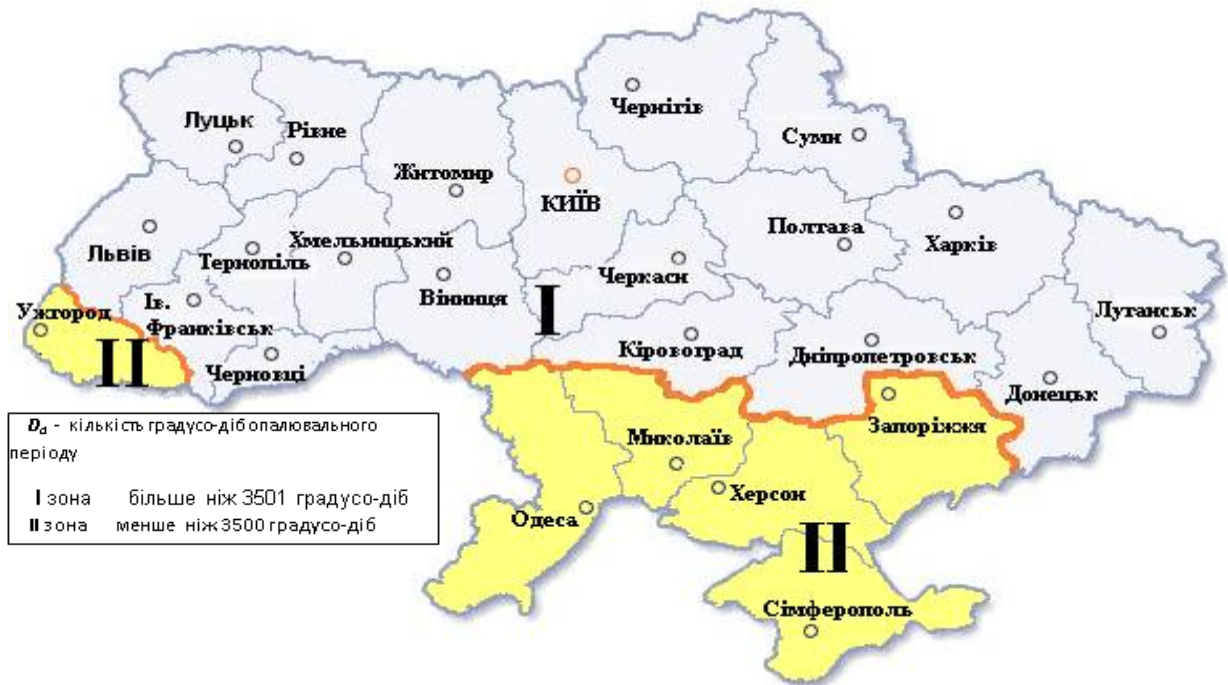 Чернігів
Луцьк
Рівне
Суми
Житомир
КИЇВ
Полтава
Харків
Львів
Тернопіль
Хмельницький
Черкаси
Вінниця
I
Луганськ
Ужгород
Ів.
Франківськ
II
Кіровоград
Дніпропетровськ
Черновці
Донецьк
Dd - кількість градусо-діб опалювального
періоду
I зона більше ніж 3501 градусо-діб
II зона менше ніж 3500 градусо-діб
Запоріжжя
Миколаїв
Херсон
Одеса
II
Сімферополь